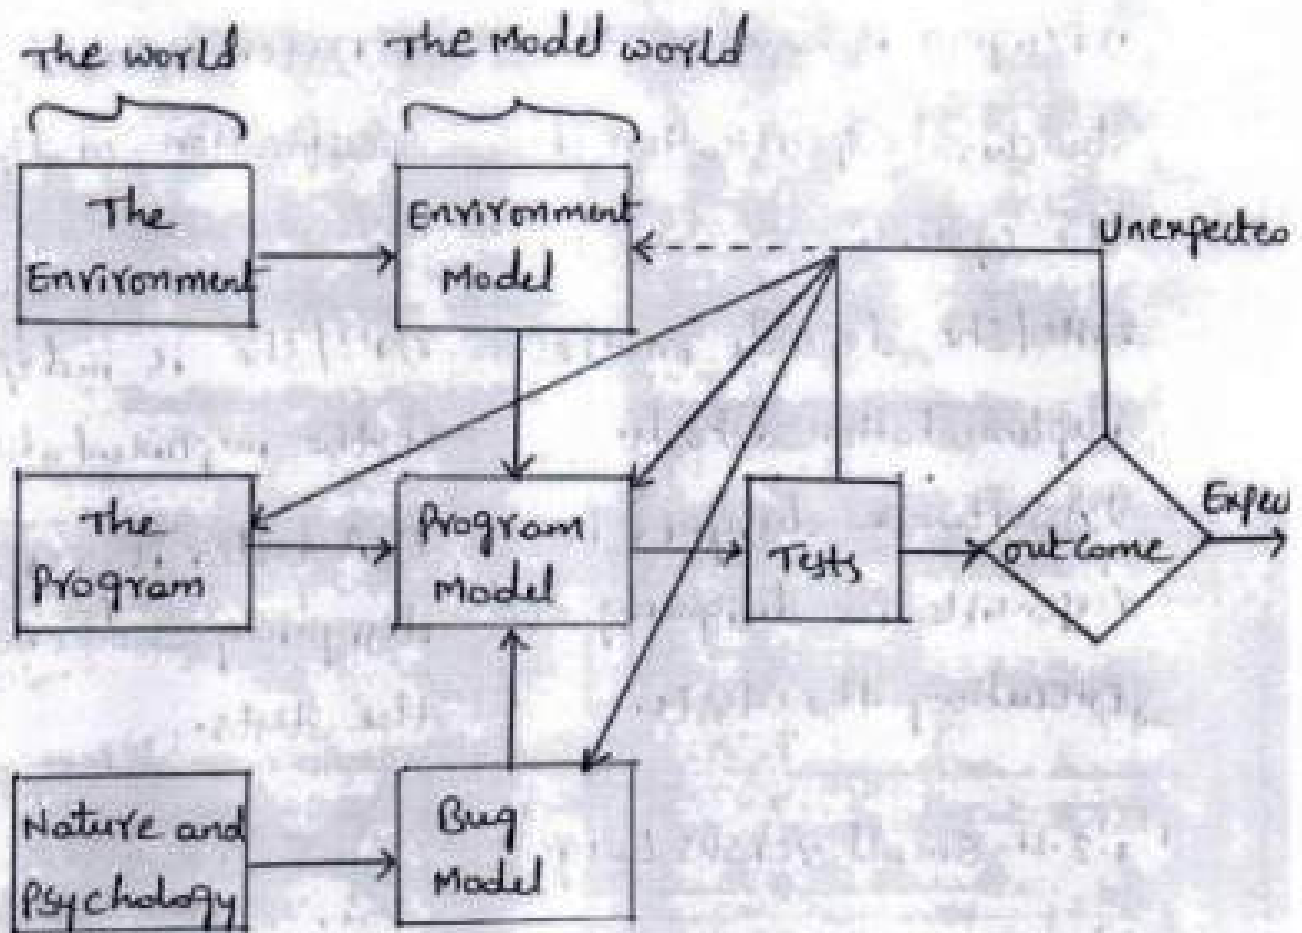 The world
The Model world
The
Environment
Environment
Model
Unexpected
The
Program
Program
Model
Tests
outcome
Expec
Nature and
Psychology
Bug
Model